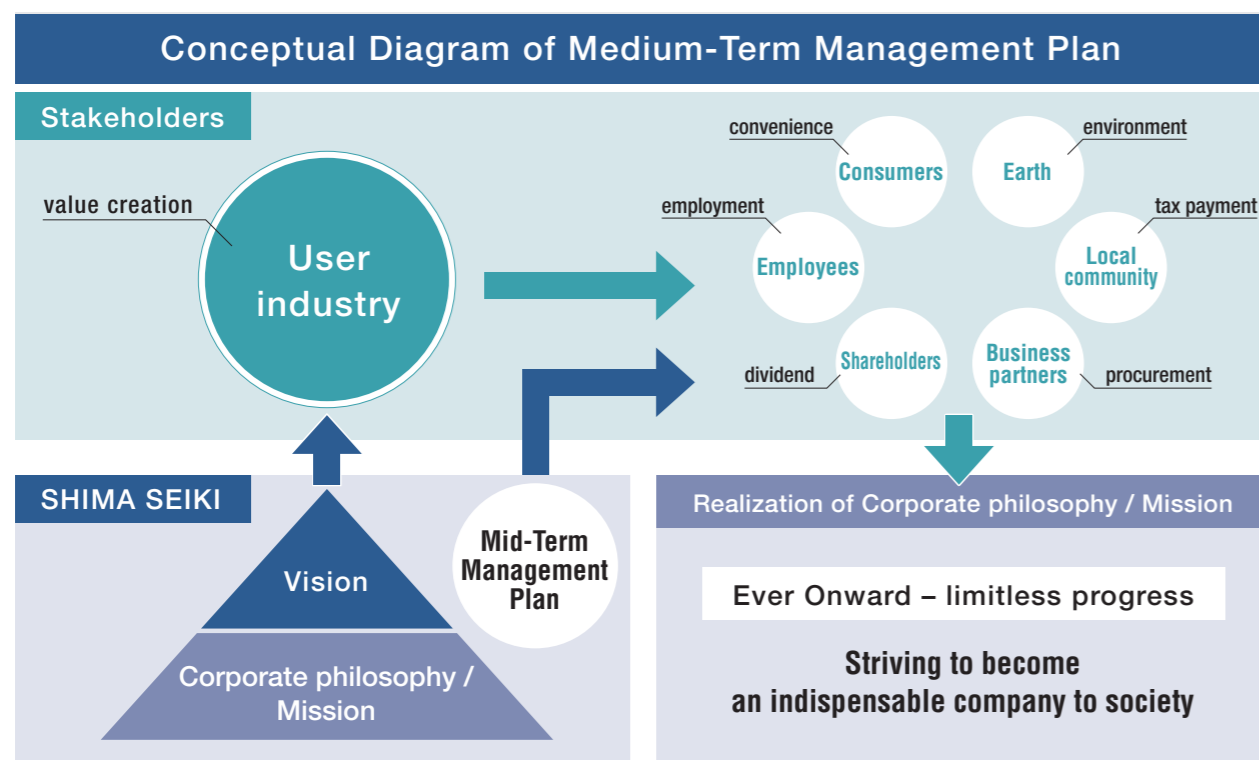 Conceptual Diagram of Medium-Term Management Plan
Stakeholders
value creation
User
industry
convenience
Consumers
environment
Earth
employment
Employees
tax payment
Local
community
dividend
Shareholders
Business
partners
procurement
SHIMA SEIKI
Vision
Corporate philosophy /
Mission
Mid-Term
Management
Plan
Realization of Corporate philosophy / Mission
Ever Onward – limitless progress
Striving to become
an indispensable company to society